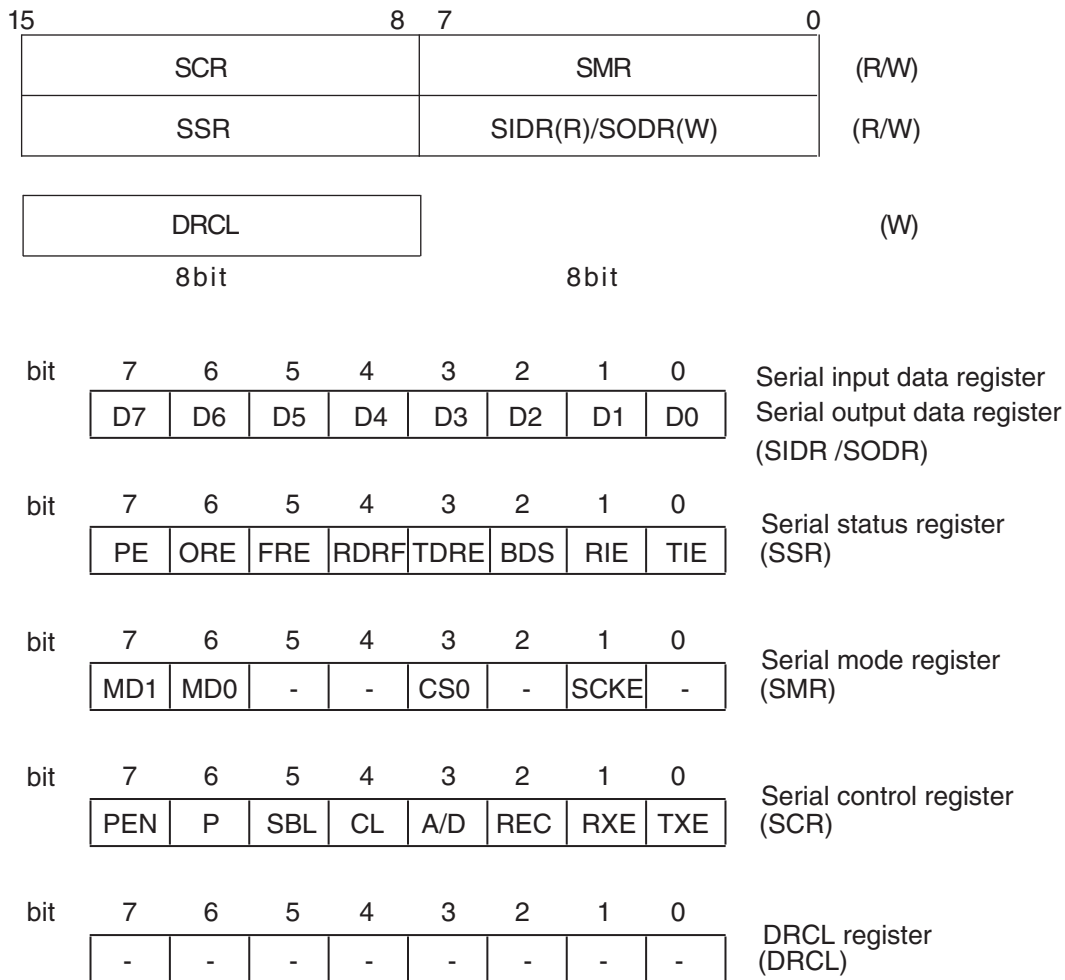 15 8 7 0
SCR SMR (R/W)
SSR SIDR(R)/SODR(W) (R/W)
DRCL (W)
8bit 8bit
bit 7 6 5 4 3 2 1 0 Serial input data register
D7 D6 D5 D4 D3 D2 D1 D0 Serial output data register
(SIDR /SODR)
bit 7 6 5 4 3 2 1 0 Serial status register
PE ORE FRE RDRF TDRE BDS RIE TIE (SSR)
bit 7 6 5 4 3 2 1 0 Serial mode register
MD1 MD0 - - CS0 - SCKE - (SMR)
bit 7 6 5 4 3 2 1 0 Serial control register
PEN P SBL CL A/D REC RXE TXE (SCR)
bit 7 6 5 4 3 2 1 0 DRCL register
- - - - - - - - (DRCL)